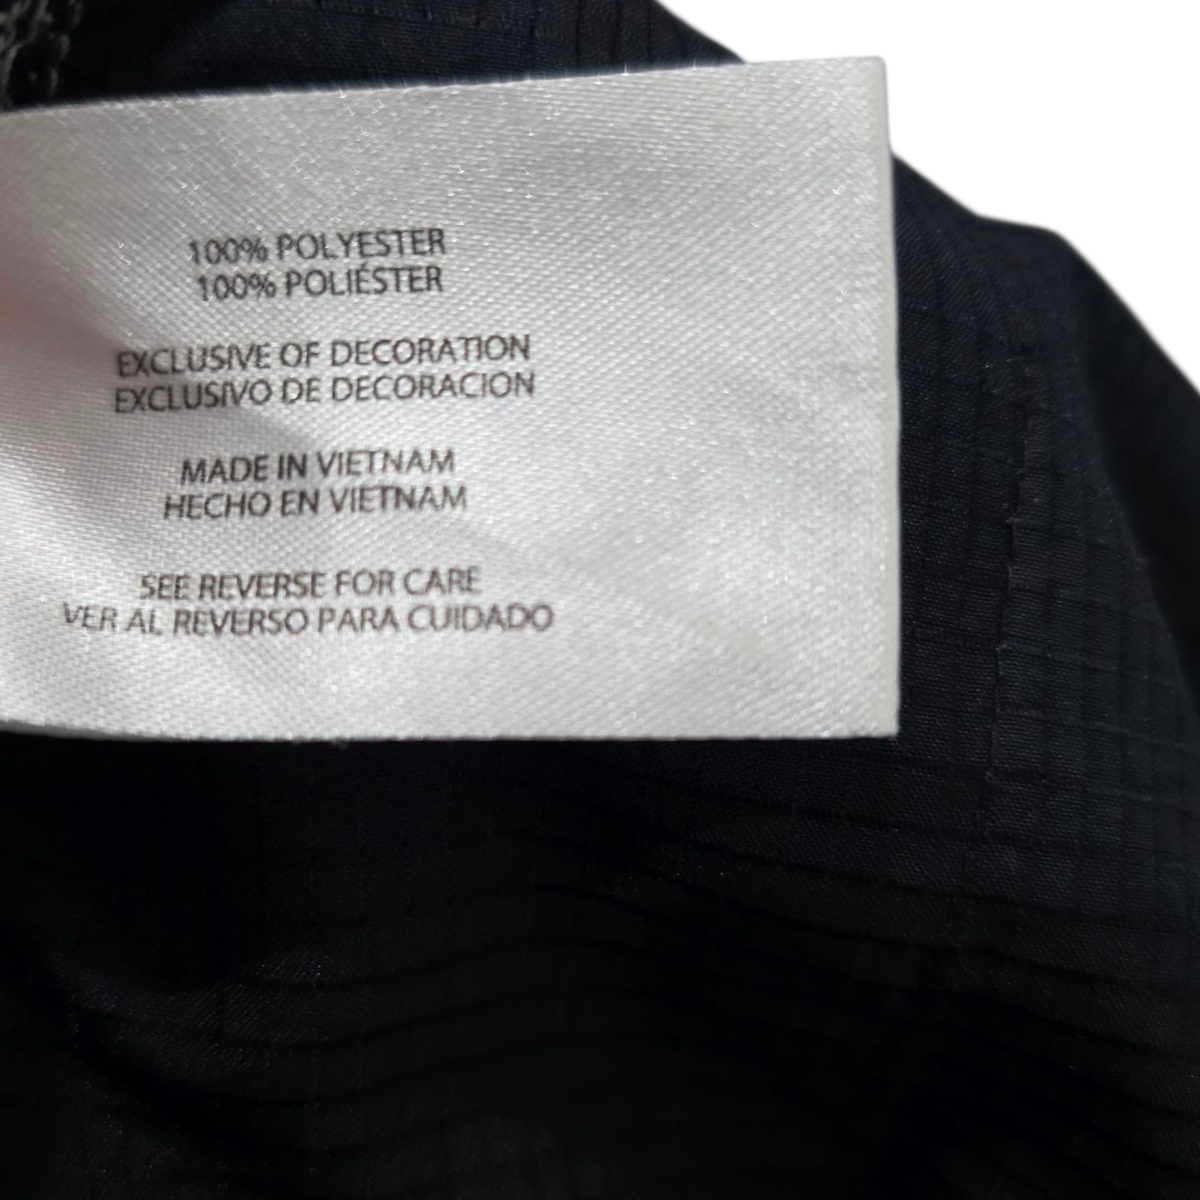 100% POLYESTER
100% POLIÉSTER
EXCLUSIVE OF DECORATION
EXCLUSIVO DE DECORACION
MADE IN VIETNAM
HECHO EN VIETNAM
SEE REVERSE FOR CARE
VER AL REVERSO PARA CUIDADO